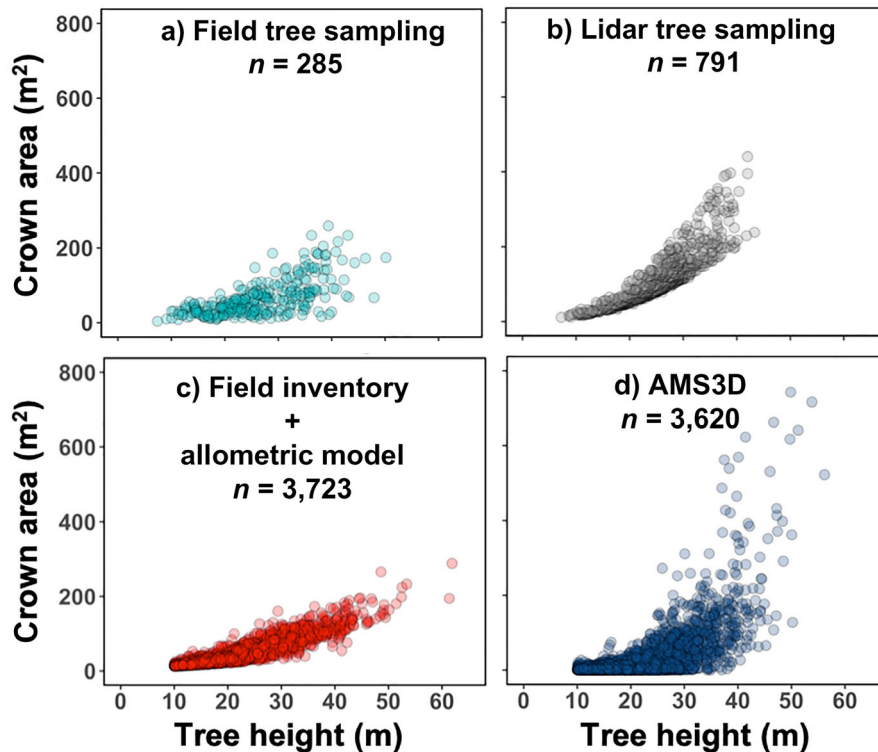 800
600
400
200
0
Crown area (m²)
a) Field tree sampling
n = 285
b) Lidar tree sampling
n = 791
800
600
400
200
0
Crown area (m²)
c) Field inventory
+
allometric model
n = 3,723
d) AMS3D
n = 3,620
0 10 20 30 40 50 60
0 10 20 30 40 50 60
Tree height (m)
Tree height (m)